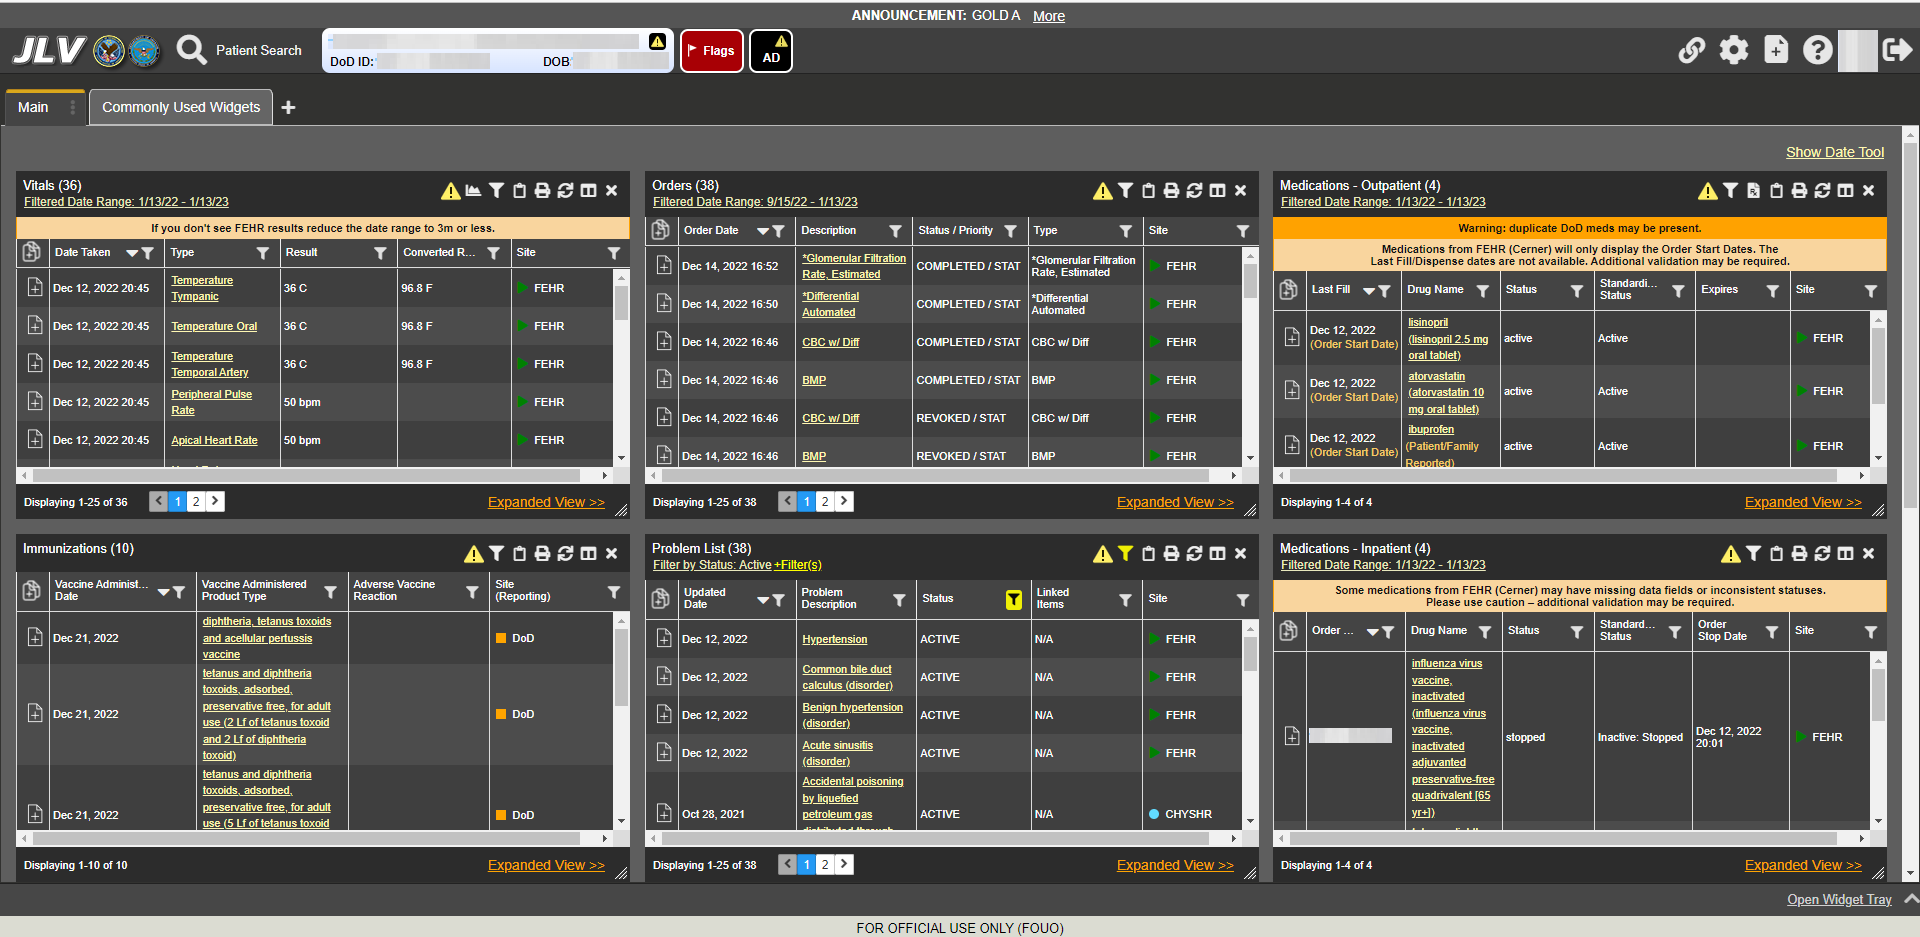 ANNOUNCEMENT: GOLD A More
JLV Patient Search
DoD ID: DOB:
Flags
AD
Main
Commonly Used Widgets
+
Show Date Tool
Vitals (36)
Filtered Date Range: 1/13/22 - 1/13/23
If you don't see FEHR results reduce the date range to 3m or less.
Date Taken Type Result Converted R... Site
Dec 12, 2022 20:45 Temperature Tympanic 36 C 96.8 F FEHR
Dec 12, 2022 20:45 Temperature Oral 36 C 96.8 F FEHR
Dec 12, 2022 20:45 Temperature Temporal Artery 36 C 96.8 F FEHR
Dec 12, 2022 20:45 Peripheral Pulse Rate 50 bpm FEHR
Dec 12, 2022 20:45 Apical Heart Rate 50 bpm FEHR
Displaying 1-25 of 36 < 1 2 > Expanded View >>
Orders (38)
Filtered Date Range: 9/15/22 - 1/13/23
Order Date Description Status / Priority Type Site
Dec 14, 2022 16:52 *Glomerular Filtration Rate, Estimated COMPLETED / STAT *Glomerular Filtration Rate, Estimated FEHR
Dec 14, 2022 16:50 *Differential Automated COMPLETED / STAT *Differential Automated FEHR
Dec 14, 2022 16:46 CBC w/ Diff COMPLETED / STAT CBC w/ Diff FEHR
Dec 14, 2022 16:46 BMP COMPLETED / STAT BMP FEHR
Dec 14, 2022 16:46 CBC w/ Diff REVOKED / STAT CBC w/ Diff FEHR
Dec 14, 2022 16:46 BMP REVOKED / STAT BMP FEHR
Displaying 1-25 of 38 < 1 2 > Expanded View >>
Medications - Outpatient (4)
Filtered Date Range: 1/13/22 - 1/13/23
Warning: duplicate DoD meds may be present.
Medications from FEHR (Cerner) will only display the Order Start Dates. The
Last Fill/Dispense dates are not available. Additional validation may be required.
Last Fill Drug Name Status Standardi... Status Expires Site
Dec 12, 2022 (Order Start Date) lisinopril (lisinopril 2.5 mg oral tablet) active Active FEHR
Dec 12, 2022 (Order Start Date) atorvastatin (atorvastatin 10 mg oral tablet) active Active FEHR
Dec 12, 2022 (Order Start Date) ibuprofen (Patient/Family Reported) active Active FEHR
Displaying 1-4 of 4 Expanded View >>
Immunizations (10)
Vaccine Administ... Date Vaccine Administered Product Type Adverse Vaccine Reaction Site (Reporting)
Dec 21, 2022 diphtheria, tetanus toxoids and acellular pertussis vaccine DoD
Dec 21, 2022 tetanus and diphtheria toxoids, adsorbed, preservative free, for adult use (2 Lf of tetanus toxoid and 2 Lf of diphtheria toxoid) DoD
Dec 21, 2022 tetanus and diphtheria toxoids, adsorbed, preservative free, for adult use (5 Lf of tetanus toxoid DoD
Displaying 1-10 of 10 Expanded View >>
Problem List (38)
Filter by Status: Active +Filter(s)
Updated Date Problem Description Status Linked Items Site
Dec 12, 2022 Hypertension ACTIVE N/A FEHR
Dec 12, 2022 Common bile duct calculus (disorder) ACTIVE N/A FEHR
Dec 12, 2022 Benign hypertension (disorder) ACTIVE N/A FEHR
Dec 12, 2022 Acute sinusitis (disorder) ACTIVE N/A FEHR
Oct 28, 2021 Accidental poisoning by liquefied petroleum gas distributed through ACTIVE N/A CHYSHR
Displaying 1-25 of 38 < 1 2 > Expanded View >>
Medications - Inpatient (4)
Filtered Date Range: 1/13/22 - 1/13/23
Some medications from FEHR (Cerner) may have missing data fields or inconsistent statuses.
Please use caution – additional validation may be required.
Order ... Drug Name Status Standard... Status Order Stop Date Site
influenza virus vaccine, inactivated (influenza virus vaccine, inactivated adjuvanted preservative-free quadrivalent [65 yr+]) stopped Inactive: Stopped Dec 12, 2022 20:01 FEHR
Displaying 1-4 of 4 Expanded View >>
Open Widget Tray
FOR OFFICIAL USE ONLY (FOUO)